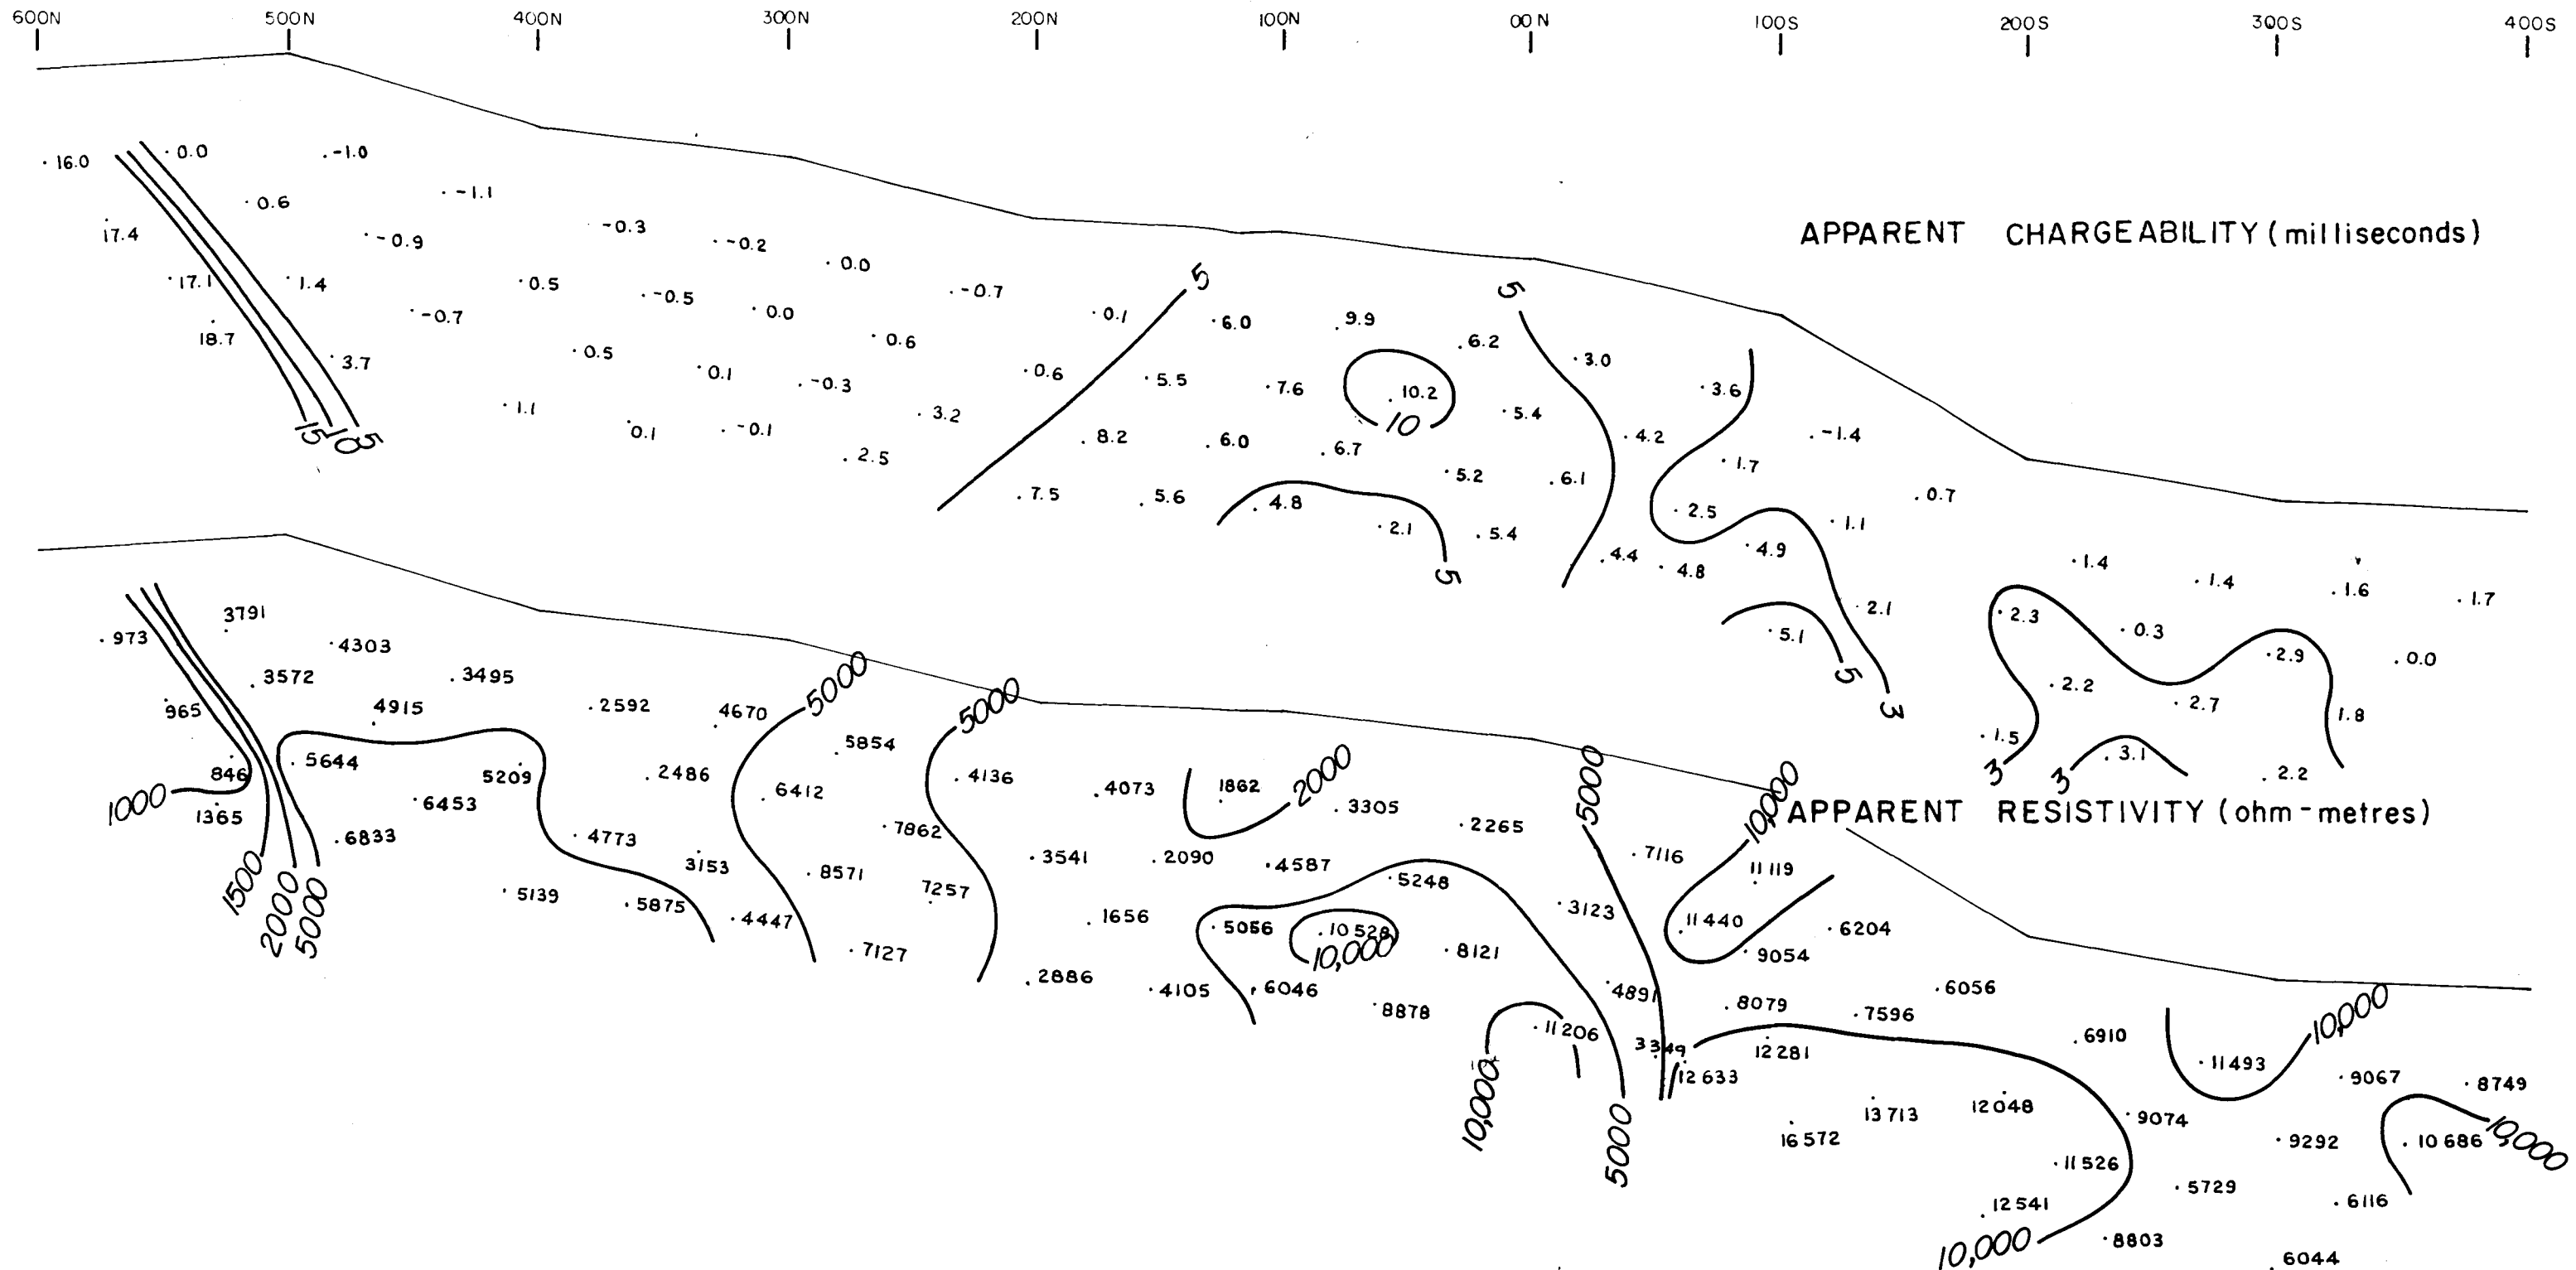 600N 500N 400N 300N 200N 100N 00N 100S 200S 300S 400S
16.0 0.0 -1.0
-1.1
0.6
17.4 -0.9 -0.3 -0.2 0.0
APPARENT CHARGEABILITY (milliseconds)
17.1 1.4 0.5 -0.5 -0.7 5 5
18.7 -0.7 0.0 0.1 6.0 9.9
3.7 0.5 0.6 6.2 3.0
0.1 -0.3 0.6 5.5 7.6 10.2 3.6
1.1 3.2 5.4
10
15 10 5 0.1 -0.1 8.2 6.0 6.7 4.2 -1.4
2.5 5.2 6.1 1.7
7.5 5.6 4.8 2.5 0.7
2.1 5.4 1.1
4.4 4.8 4.9 1.4
5 1.4 1.6 1.7
3791 2.1 2.3
973 4303 5.1 0.3
3572 3495 5000 5 2.9 0.0
965 4915 2592 4670 5000 3 2.2 2.7 1.8
5854 1.5
846 5644 5209 2486 4136 1862 2000 5000 3 3 3.1 2.2
1000 1365 6453 6412 4073 3305 10,000
APPARENT RESISTIVITY (ohm-metres)
6833 4773 7862 2265
1500 3153 8571 3541 2090 4587 7116 11119
2000 5000 5139 5875 7257 5248 3123
4447 1656 5056 10528 11440 6204
7127 10,000 8121 9054
2886 4105 6046 4891 6056
8878 8079 7596 10,000
11206 3349 12281 6910
10,000 12633 11493 9067 8749
5000 13713 12048 9074
16572 9292 10686 10,000
11526
5729
12541 6116
10,000 8803
6044